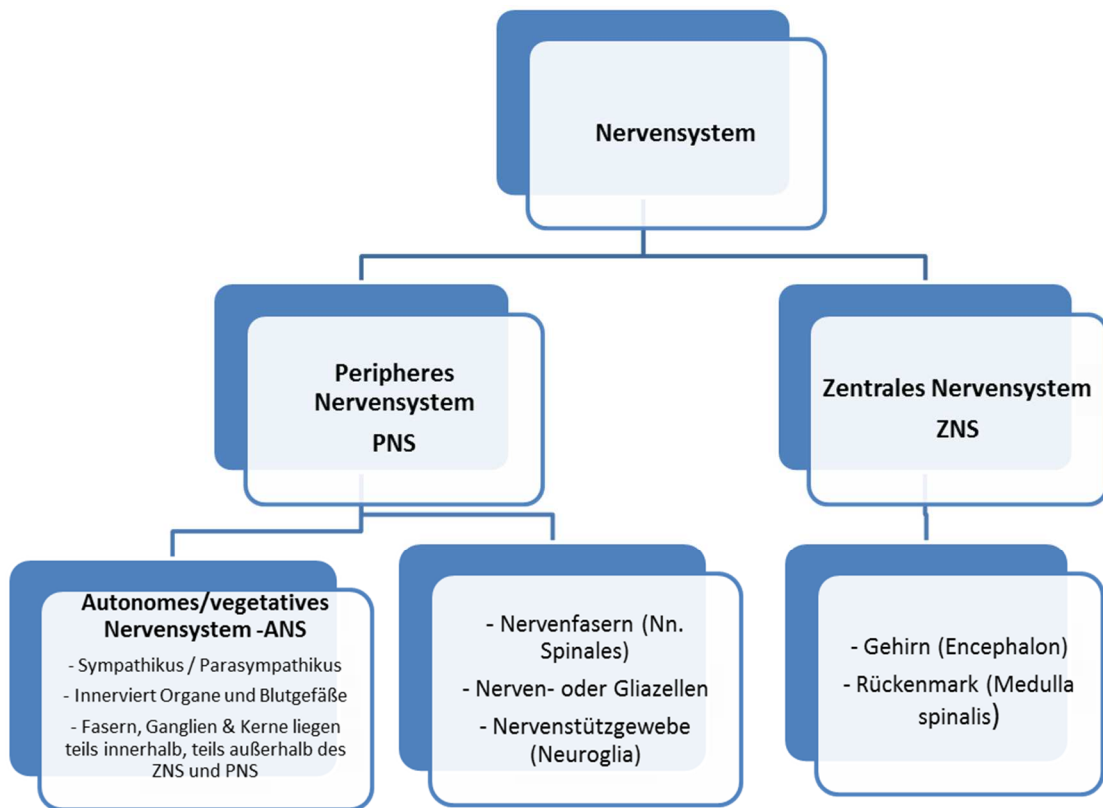 Nervensystem
Peripheres
Nervensystem
PNS
Zentrales Nervensystem
ZNS
Autonomes/vegetatives
Nervensystem -ANS
- Sympathikus / Parasympathikus
- Innerviert Organe und Blutgefäße
- Fasern, Ganglien & Kerne liegen
teils innerhalb, teils außerhalb des
ZNS und PNS
- Nervenfasern (Nn.
Spinales)
- Nerven- oder Gliazellen
- Nervenstützgewebe
(Neuroglia)
- Gehirn (Encephalon)
- Rückenmark (Medulla
spinalis)